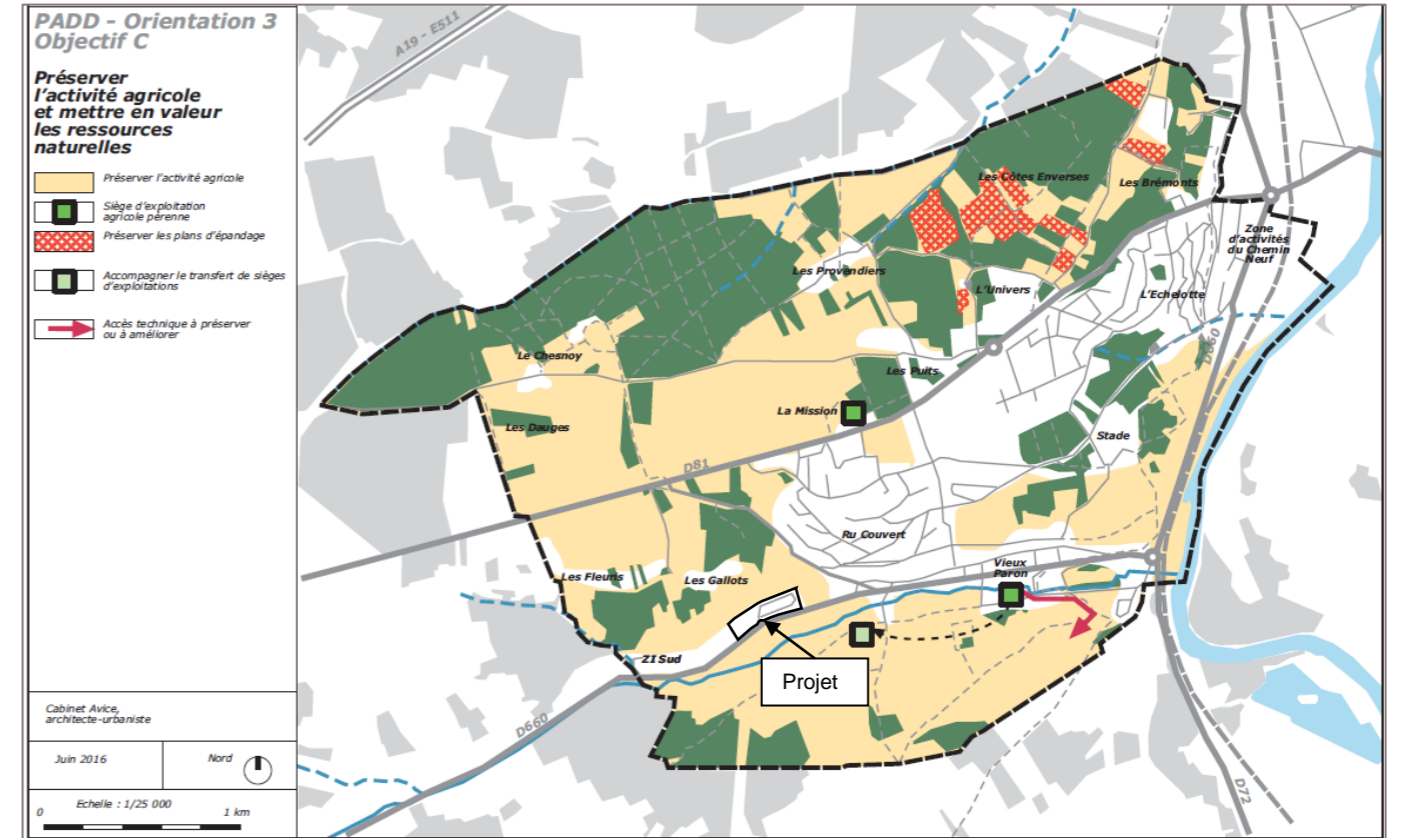 PADD - Orientation 3
Objectif C
Préserver
l'activité agricole
et mettre en valeur
les ressources
naturelles
Préserver l'activité agricole
Siège d'exploitation
agricole pérenne
Préserver les plans d'épandage
Accompagner le transfert de sièges
d'exploitations
Accès technique à préserver
ou à améliorer
Cabinet Avice,
architecte-urbaniste
Juin 2016
Nord
Echelle : 1/25 000
0
1 km
A19 - E511
Les Côtes Enverses
Les Brémonts
Zone
d'activités
du Chemin
Neuf
Les Provendiers
L'Univers
L'Echelotte
D660
Le Chesnoy
Les Puits
La Mission
Les Dauges
Stade
D81
Ru Couvert
Vieux
Paron
Les Fleuris
Les Gallots
ZI Sud
Projet
D660
D72